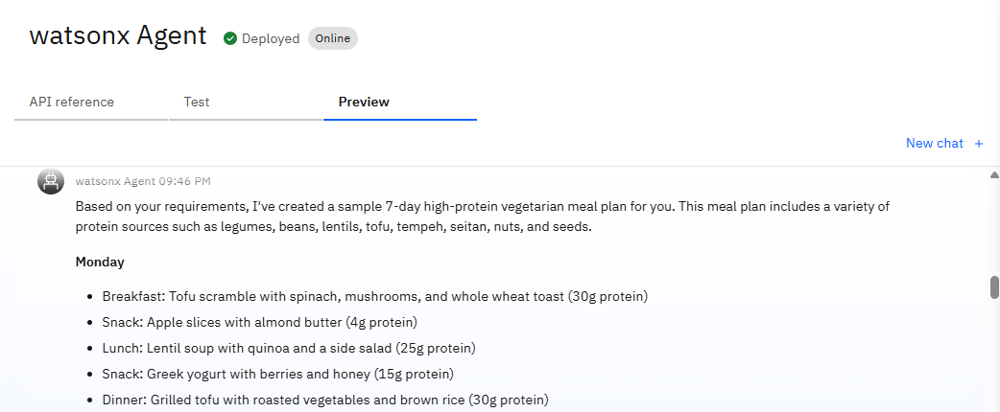 watsonx Agent Deployed Online
API reference Test Preview
New chat +
watsonx Agent 09:46 PM
Based on your requirements, I've created a sample 7-day high-protein vegetarian meal plan for you. This meal plan includes a variety of
protein sources such as legumes, beans, lentils, tofu, tempeh, seitan, nuts, and seeds.
Monday
• Breakfast: Tofu scramble with spinach, mushrooms, and whole wheat toast (30g protein)
• Snack: Apple slices with almond butter (4g protein)
• Lunch: Lentil soup with quinoa and a side salad (25g protein)
• Snack: Greek yogurt with berries and honey (15g protein)
• Dinner: Grilled tofu with roasted vegetables and brown rice (30g protein)